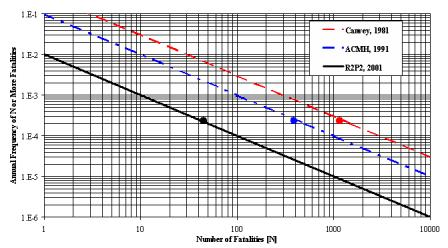 1.E-1
1.E-2
1.E-3
1.E-4
1.E-5
1.E-6
Annual Frequency of N or More Fatalities
Canvey, 1981
ACMH, 1991
R2P2, 2001
1
10
100
1000
10000
Number of Fatalities [N]